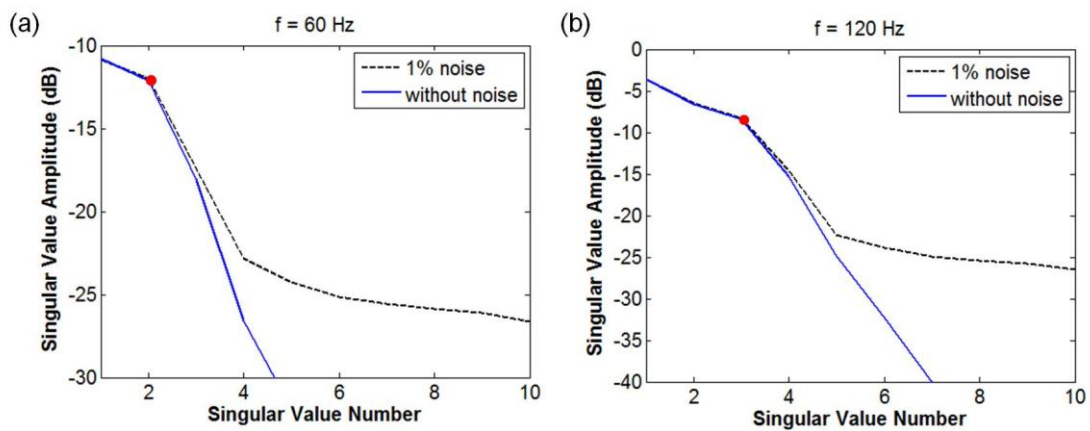 (a)
f = 60 Hz
Singular Value Amplitude (dB)
-10
-15
-20
-25
-30
1% noise
without noise
2
4
6
8
10
Singular Value Number
(b)
f = 120 Hz
Singular Value Amplitude (dB)
0
-5
-10
-15
-20
-25
-30
-35
-40
1% noise
without noise
2
4
6
8
10
Singular Value Number